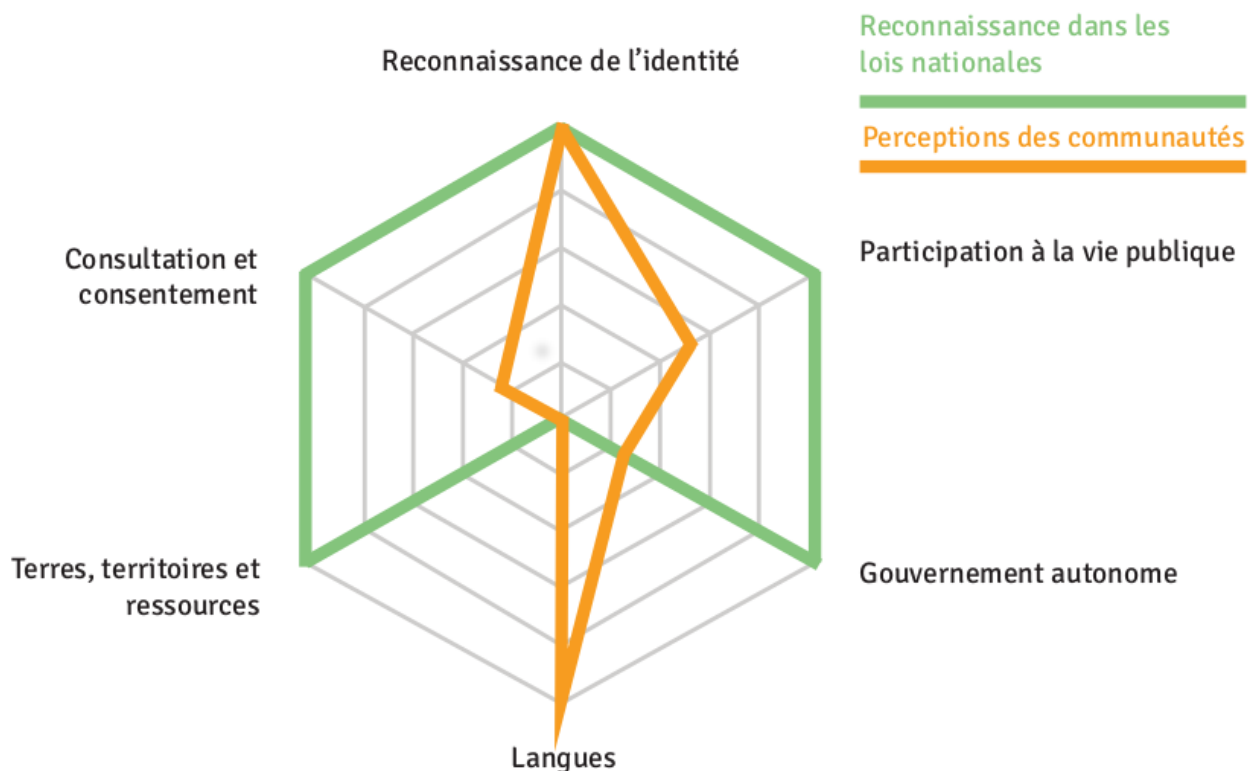 Reconnaissance dans les
lois nationales
Perceptions des communautés
Reconnaissance de l’identité
Participation à la vie publique
Consultation et
consentement
Terres, territoires et
ressources
Gouvernement autonome
Langues